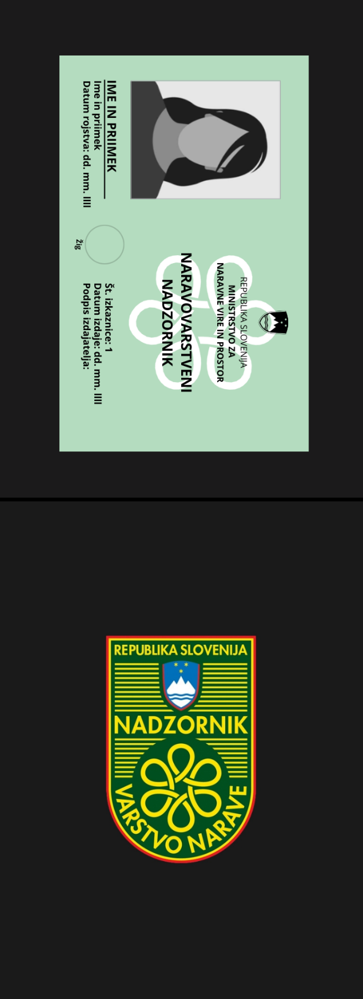 REPUBLIKA SLOVENIJA
MINISTRSTVO ZA
NARAVNE VIRE IN PROSTOR
NARAVOVARSTVENI
NADZORNIK
IME IN PRIIMEK
Ime in priimek
Datum rojstva: dd. mm. llll
Žig
Št. izkaznice: 1
Datum izdaje: dd. mm. llll
Podpis izdajatelja:
REPUBLIKA SLOVENIJA
NADZORNIK
VARSTVO NARAVE